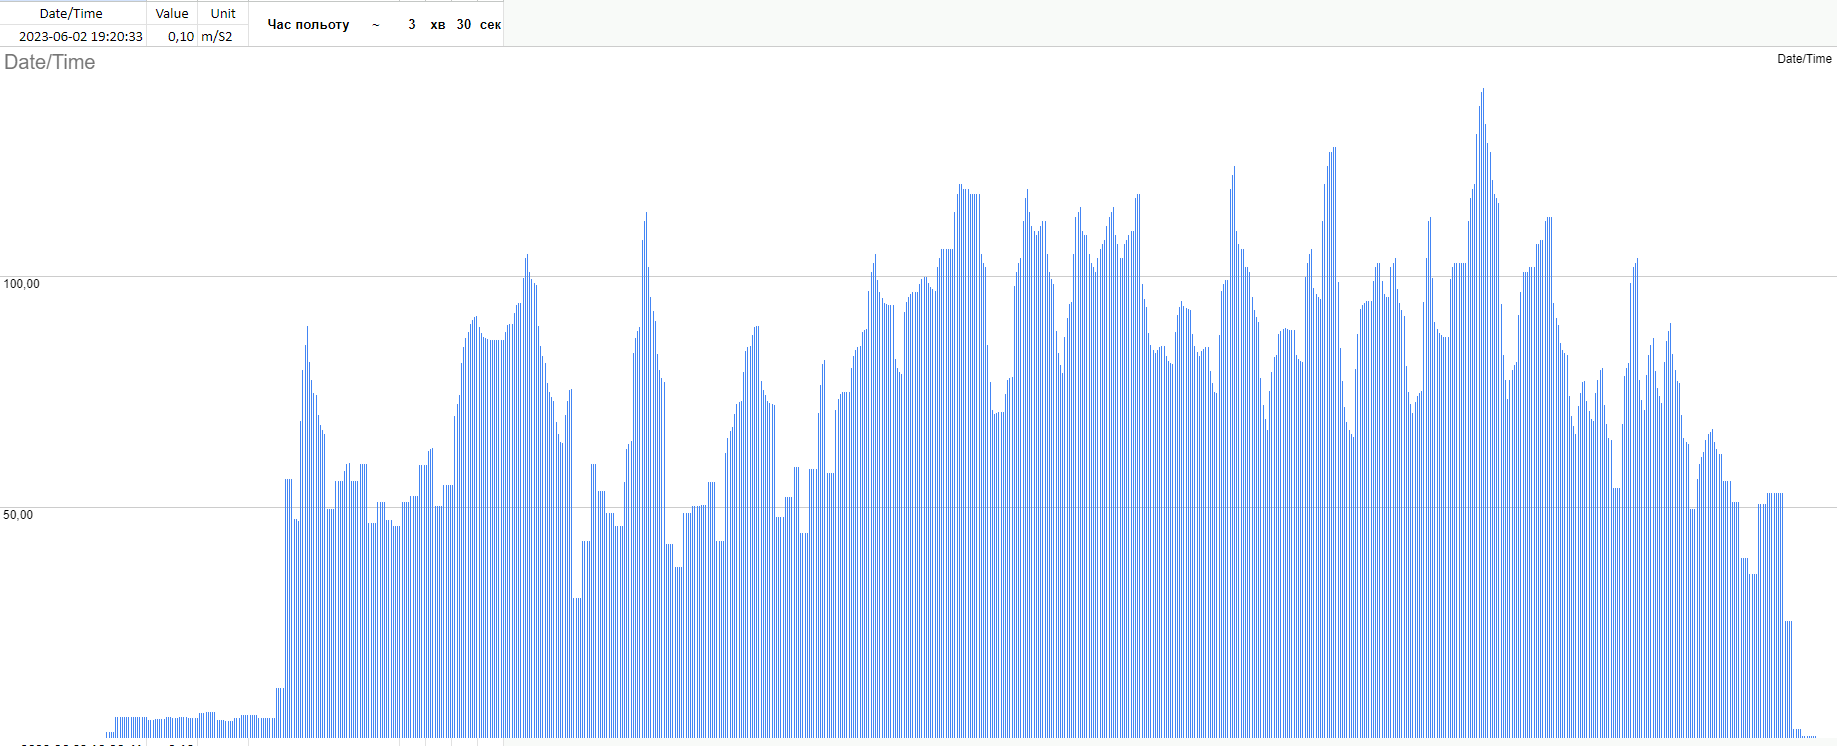 Date/Time Value Unit
Час польоту ~ 3 хв 30 сек
2023-06-02 19:20:33 0,10 m/S2
Date/Time
Date/Time
100,00
50,00